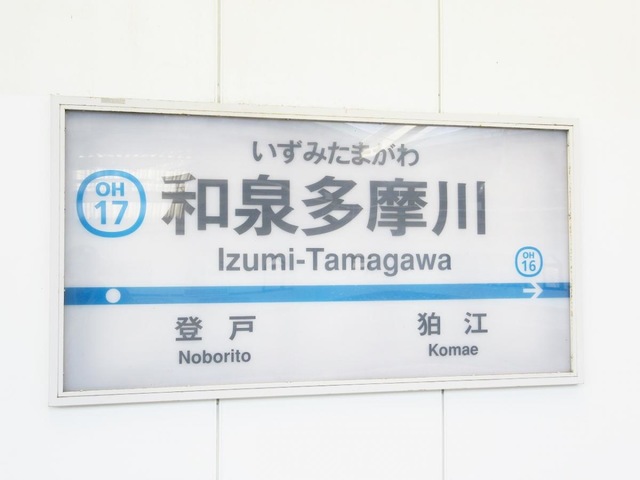 いずみたまがわ
OH
17
和泉多摩川
Izumi-Tamagawa
OH
16
登戸
Noborito
狛江
Komae